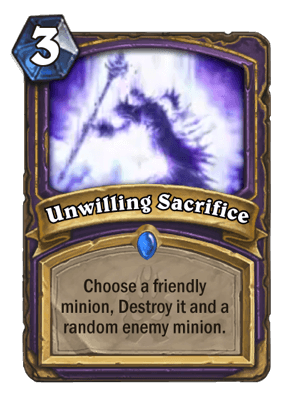 3
Unwilling Sacrifice
Choose a friendly
minion, Destroy it and a
random enemy minion.